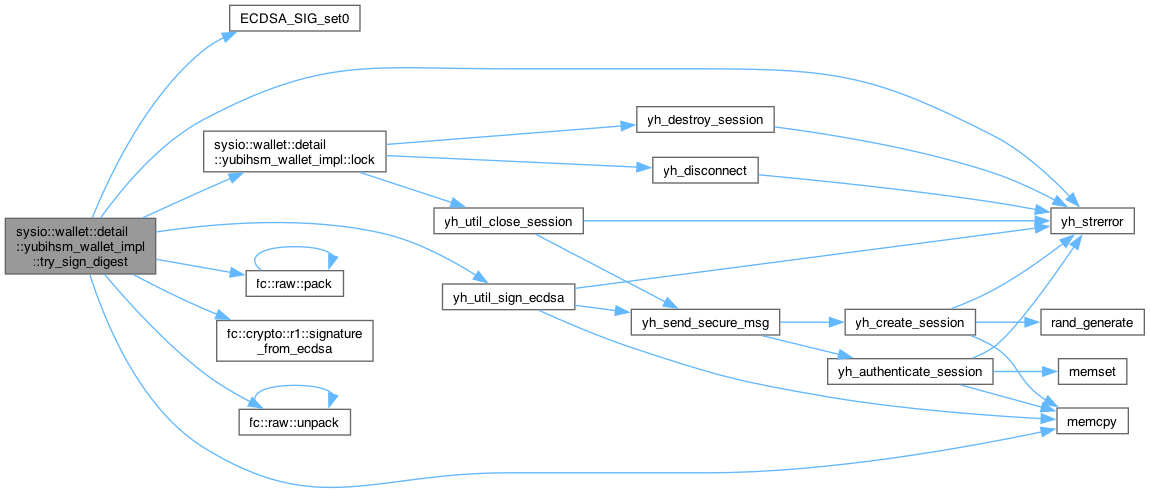 ECDSA_SIG_set0
yh_destroy_session
sysio::wallet::detail
::yubihsm_wallet_impl::lock
yh_disconnect
sysio::wallet::detail
::yubihsm_wallet_impl
::try_sign_digest
yh_util_close_session
yh_strerror
fc::raw::pack
yh_util_sign_ecdsa
yh_send_secure_msg
yh_create_session
rand_generate
fc::crypto::r1::signature
_from_ecdsa
yh_authenticate_session
memset
fc::raw::unpack
memcpy